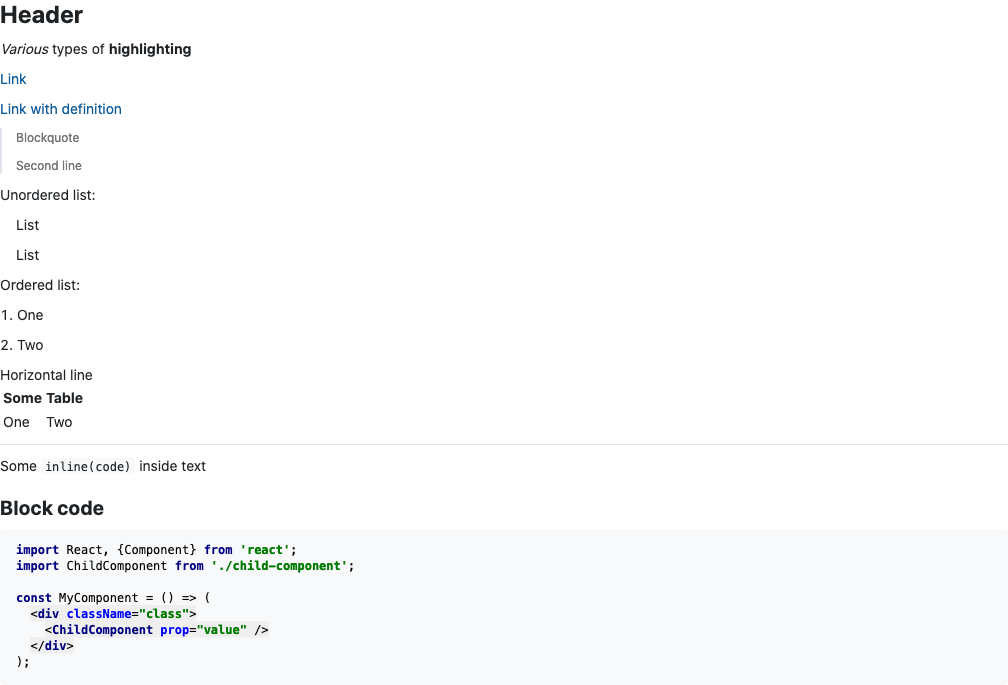 Header
Various types of highlighting
Link
Link with definition
Blockquote
Second line
Unordered list:
List
List
Ordered list:
1. One
2. Two
Horizontal line
Some Table
One Two
Some inline(code) inside text
Block code
import React, {Component} from 'react';
import ChildComponent from './child-component';
const MyComponent = () => (
<div className="class">
<ChildComponent prop="value" />
</div>
);